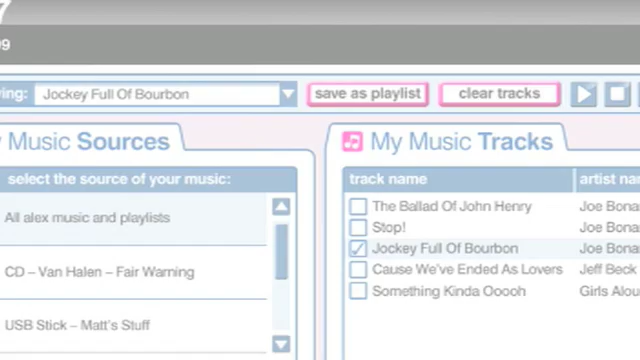 7
09
ring: Jockey Full Of Bourbon save as playlist clear tracks
Music Sources My Music Tracks
select the source of your music: track name artist name
All alex music and playlists The Ballad Of John Henry Joe Bona
Stop! Joe Bona
Jockey Full Of Bourbon Joe Bona
CD – Van Halen – Fair Warning Cause We've Ended As Lovers Jeff Beck
Something Kinda Ooooh Girls Alou
USB Stick – Matt's Stuff